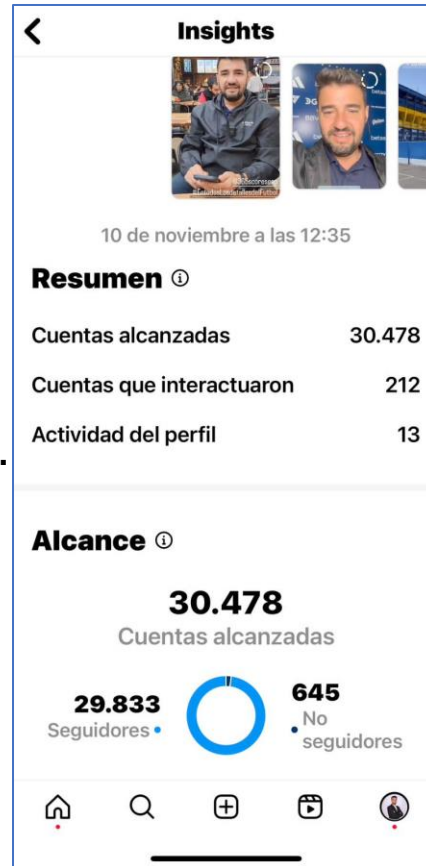 Insights
10 de noviembre a las 12:35
Resumen
Cuentas alcanzadas 30.478
Cuentas que interactuaron 212
Actividad del perfil 13
.
Alcance
30.478
Cuentas alcanzadas
29.833
Seguidores
645
No
seguidores